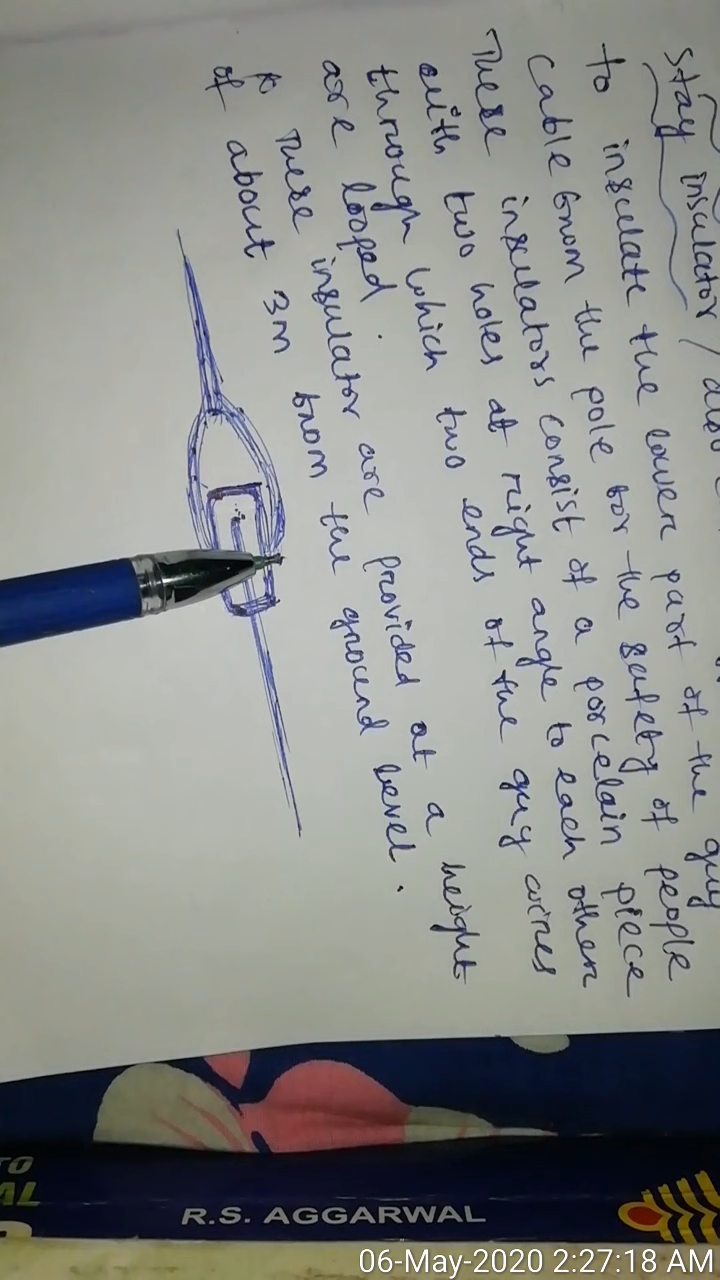 Stay insulator / also
to insulate the lower part of the guy
cable from the pole for the safety of people
These insulators consist of a porcelain piece
with two holes at right angle to each other
through which two ends of the guy wires
are looped.
* These insulator are provided at a height
of about 3m from the ground level.
R.S. AGGARWAL
TO
AL
06-May-2020 2:27:18 AM